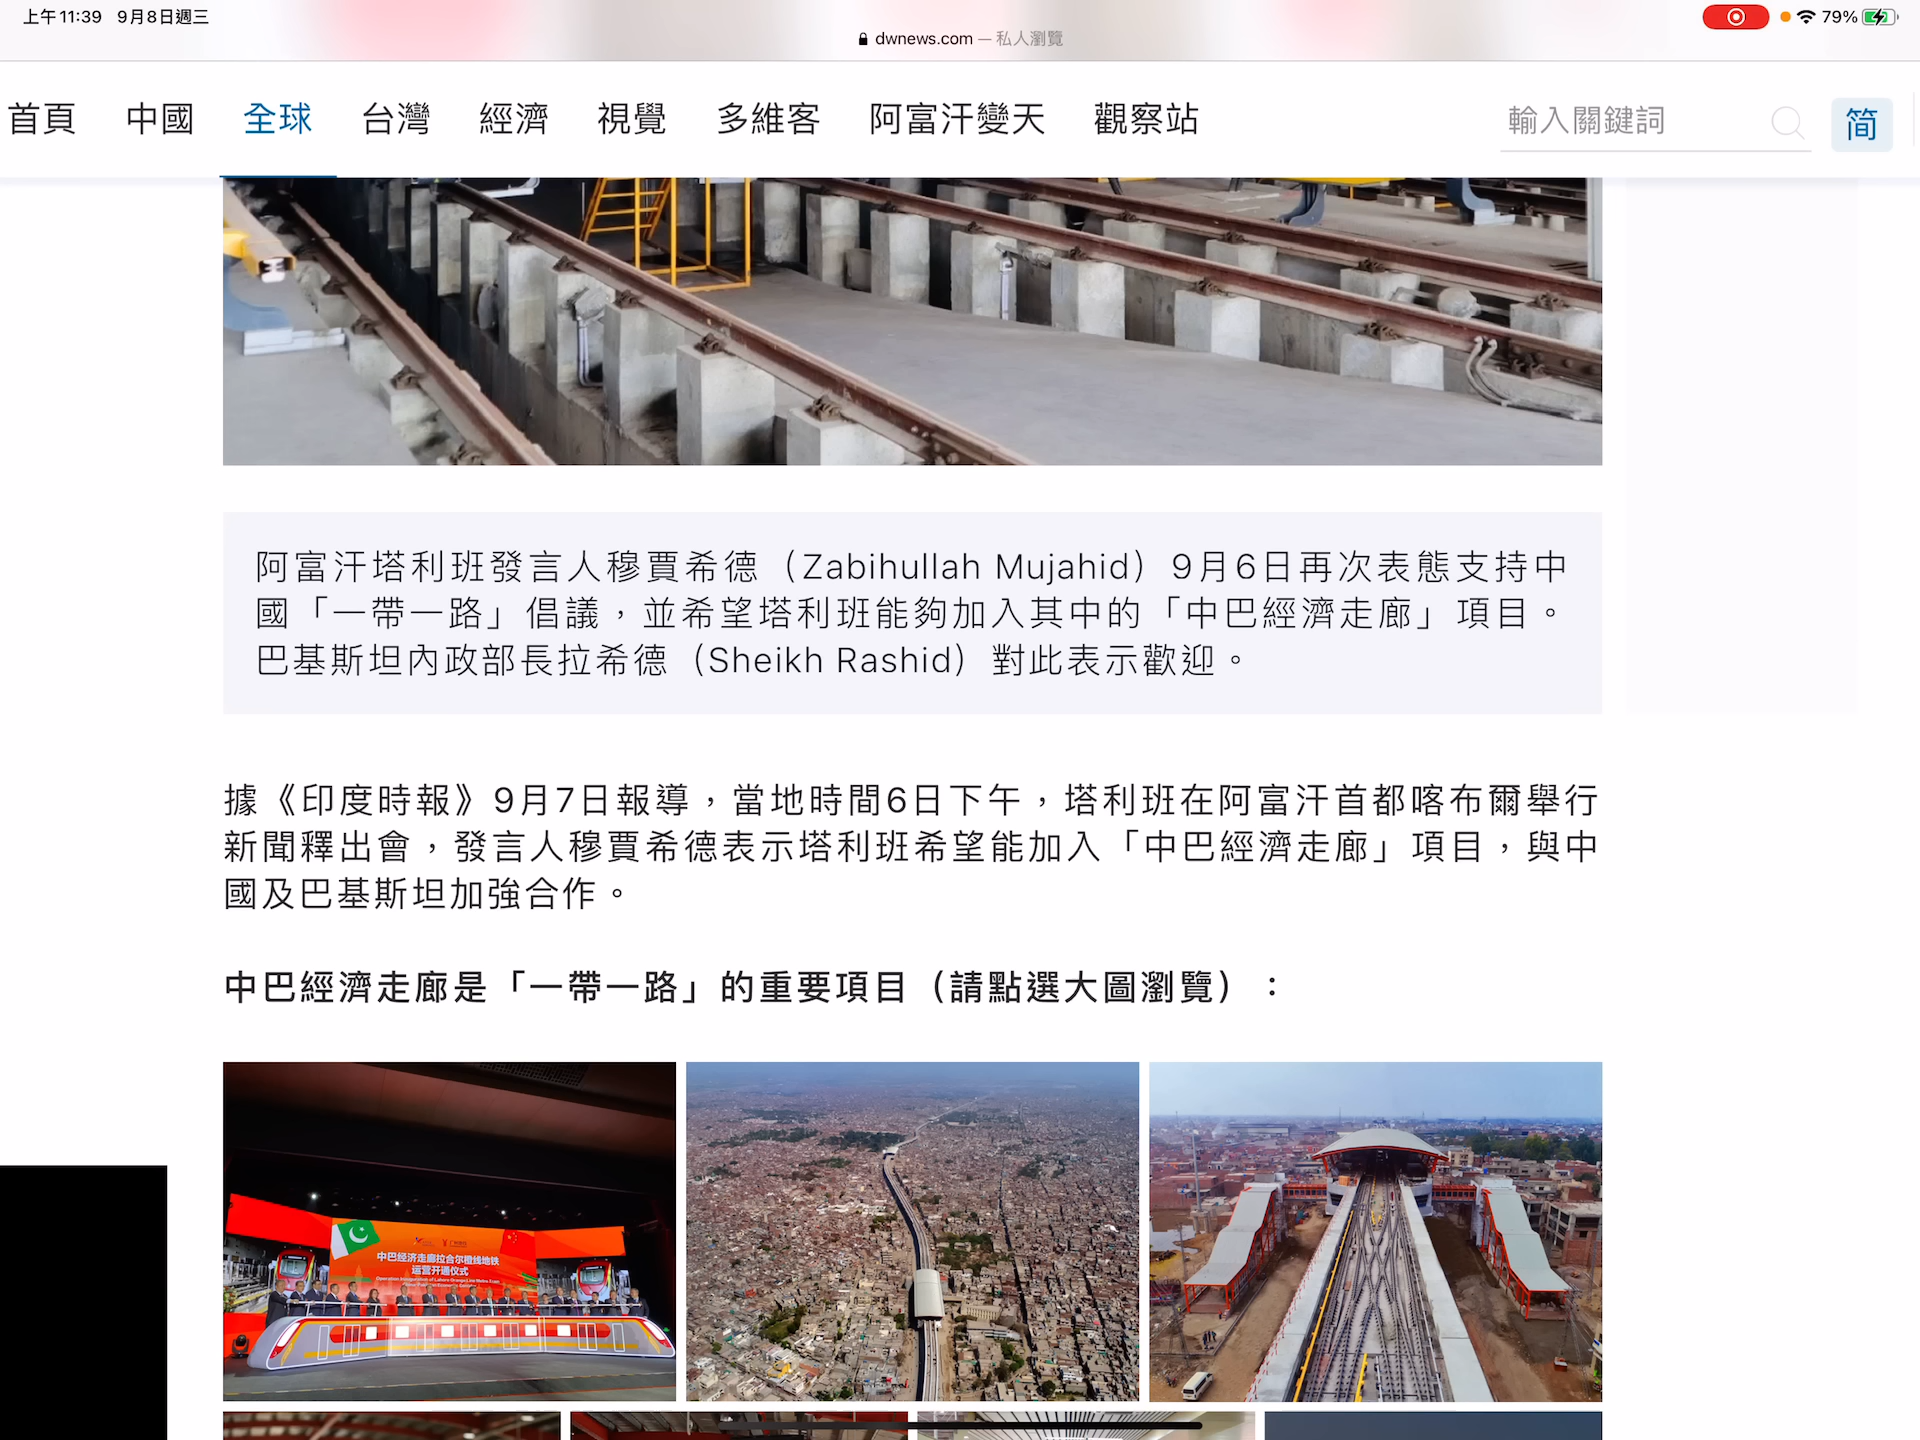 上午11:39 9月8日週三
79%
dwnews.com — 私人瀏覽
首頁 中國 全球 台灣 經濟 視覺 多維客 阿富汗變天 觀察站 輸入關鍵詞 简
阿富汗塔利班發言人穆賈希德（Zabihullah Mujahid）9月6日再次表態支持中
國「一帶一路」倡議，並希望塔利班能夠加入其中的「中巴經濟走廊」項目。
巴基斯坦內政部長拉希德（Sheikh Rashid）對此表示歡迎。
據《印度時報》9月7日報導，當地時間6日下午，塔利班在阿富汗首都喀布爾舉行
新聞釋出會，發言人穆賈希德表示塔利班希望能加入「中巴經濟走廊」項目，與中
國及巴基斯坦加強合作。
中巴經濟走廊是「一帶一路」的重要項目（請點選大圖瀏覽）：
中巴经济走廊拉合尔橙线地铁
运营开通仪式